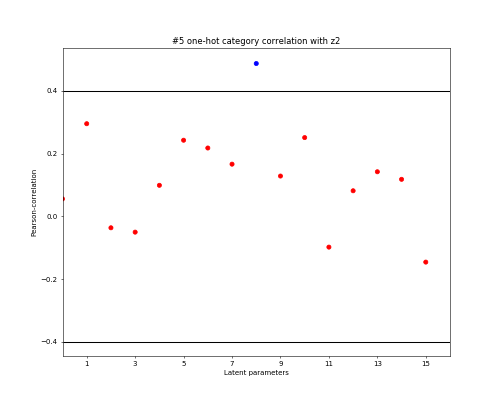 #5 one-hot category correlation with z2
Pearson-correlation
0.4
0.2
0.0
−0.2
−0.4
1 3 5 7 9 11 13 15
Latent parameters